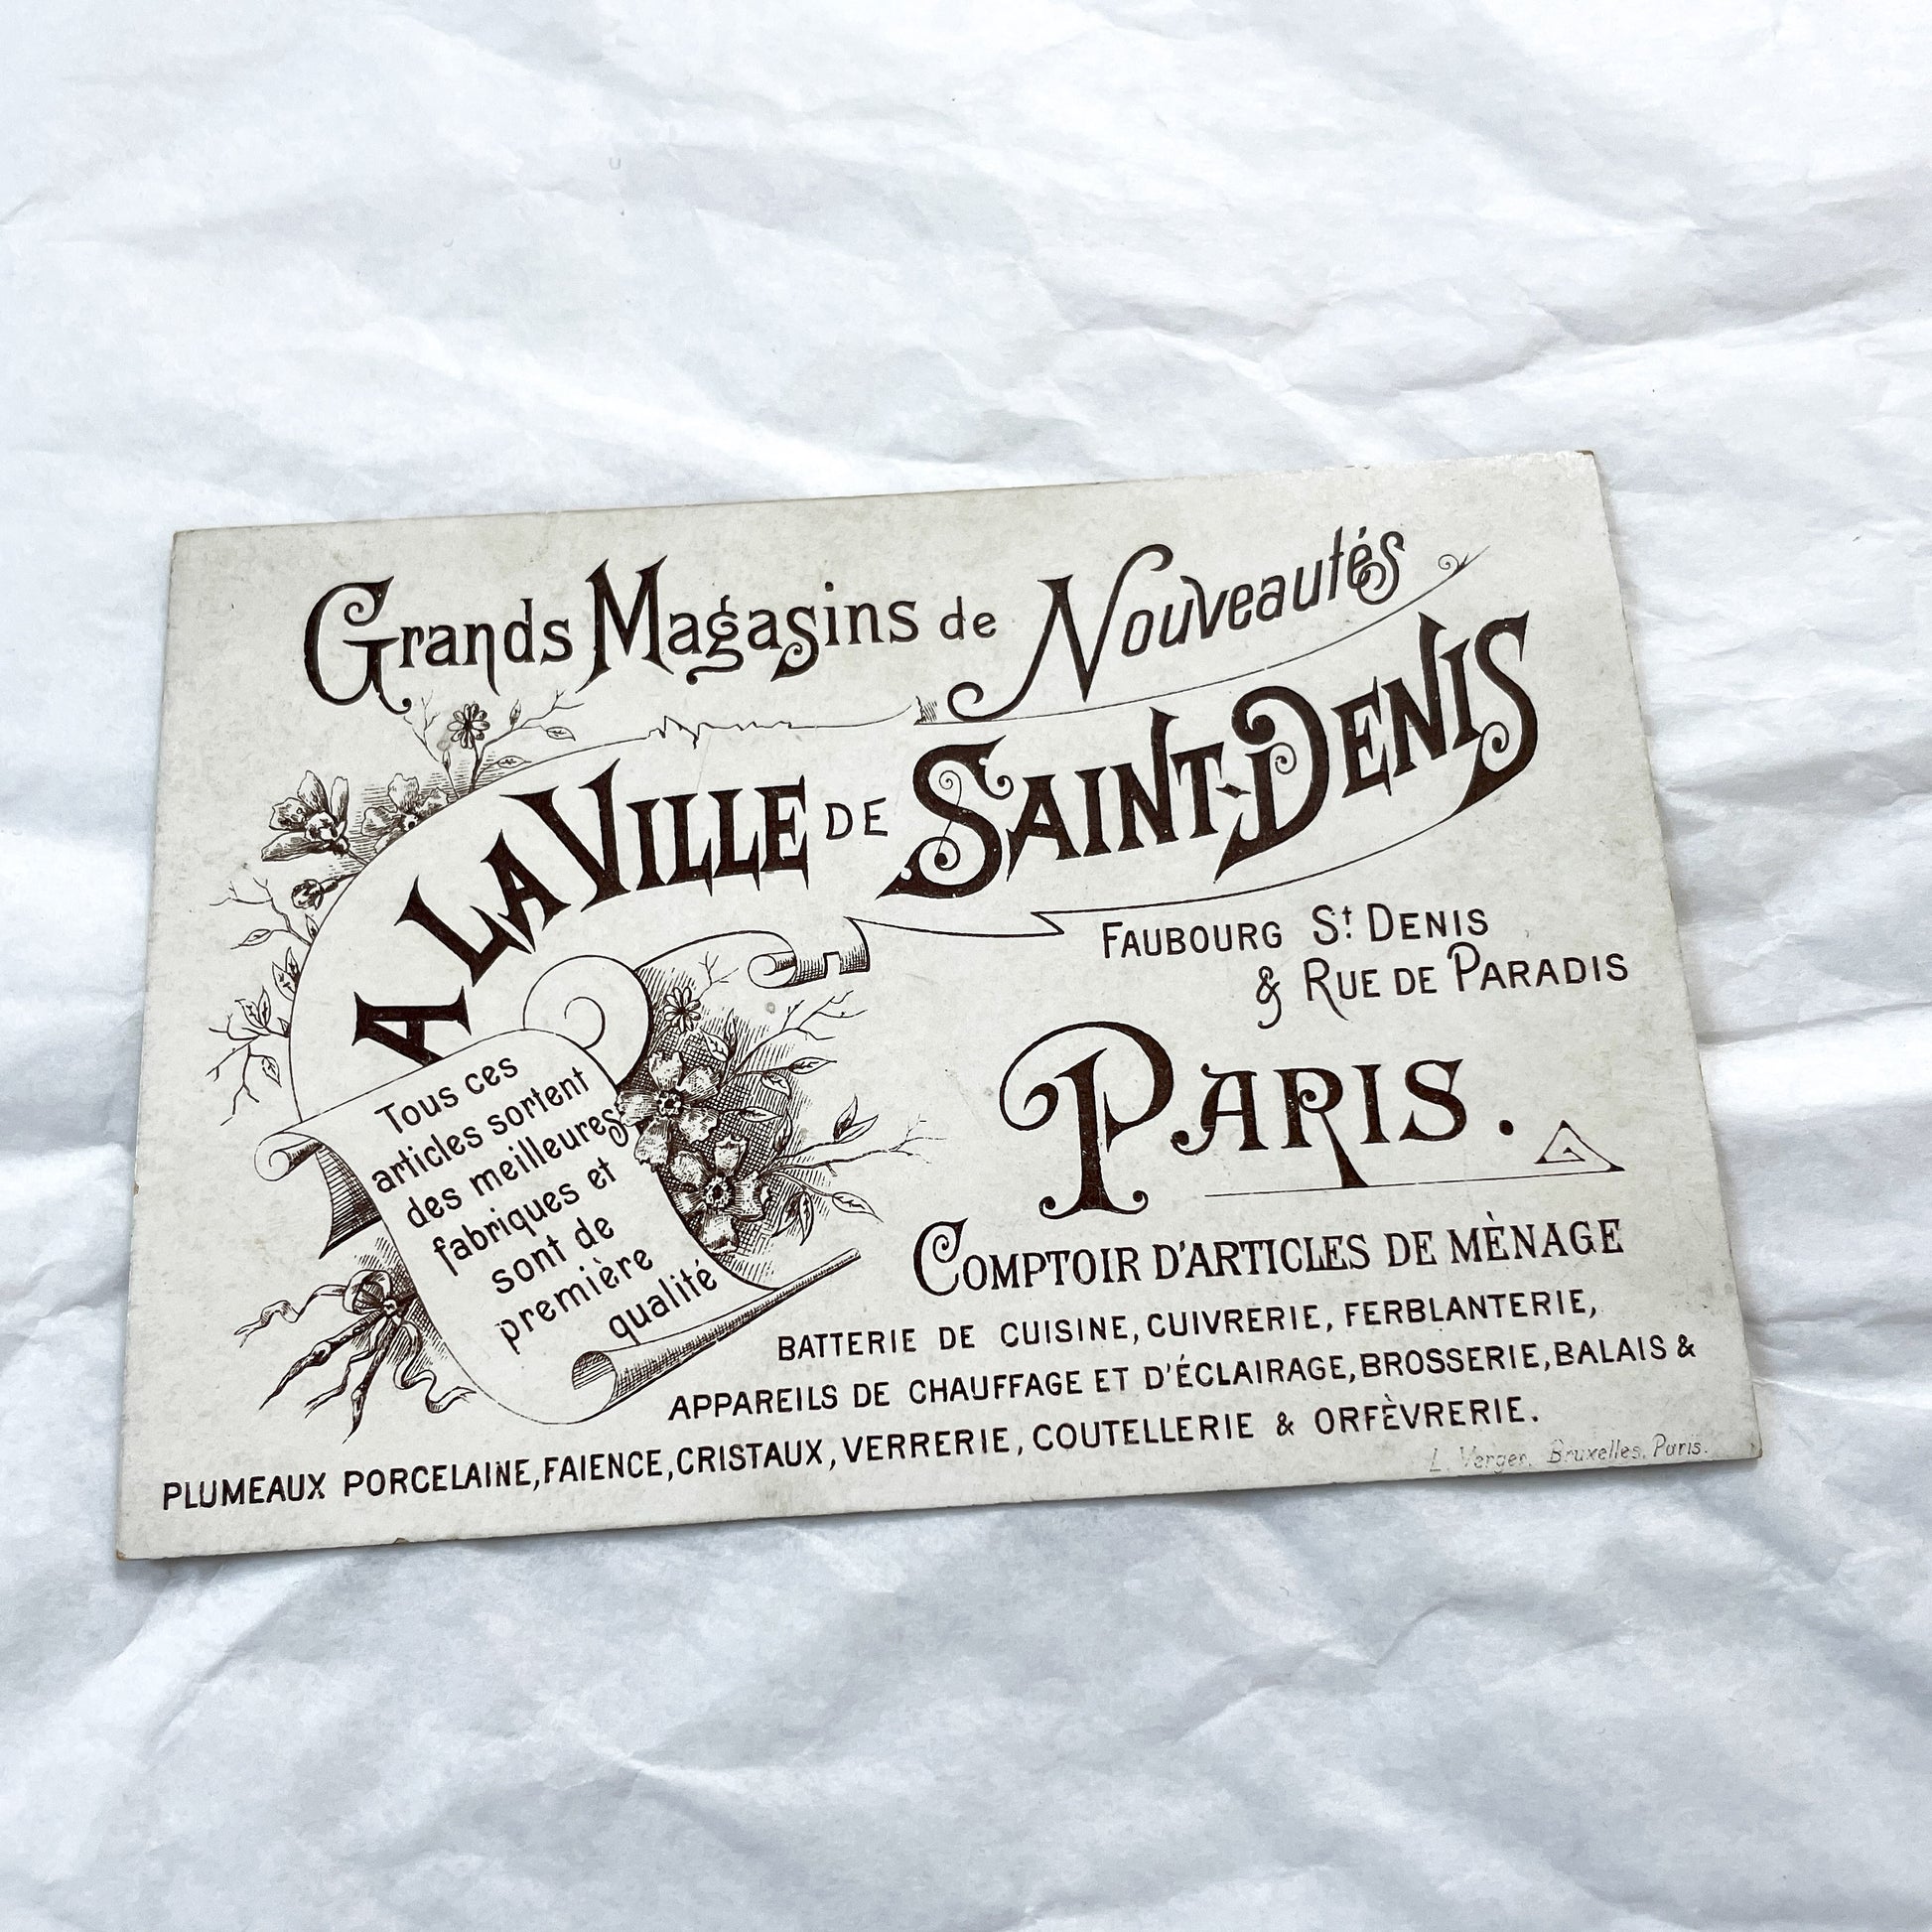 Grands Magasins de Nouveautés
A LA VILLE DE SAINT-DENIS
FAUBOURG St DENIS
& RUE DE PARADIS
PARIS.
Tous ces
articles sortent
des meilleures
fabriques et
sont de
première
qualité
COMPTOIR D'ARTICLES DE MÈNAGE
BATTERIE DE CUISINE, CUIVRERIE, FERBLANTERIE,
APPAREILS DE CHAUFFAGE ET D'ÉCLAIRAGE, BROSSERIE, BALAIS &
PLUMEAUX PORCELAINE, FAIENCE, CRISTAUX, VERRERIE, COUTELLERIE & ORFÈVRERIE.
L. Verger. Bruxelles. Paris.